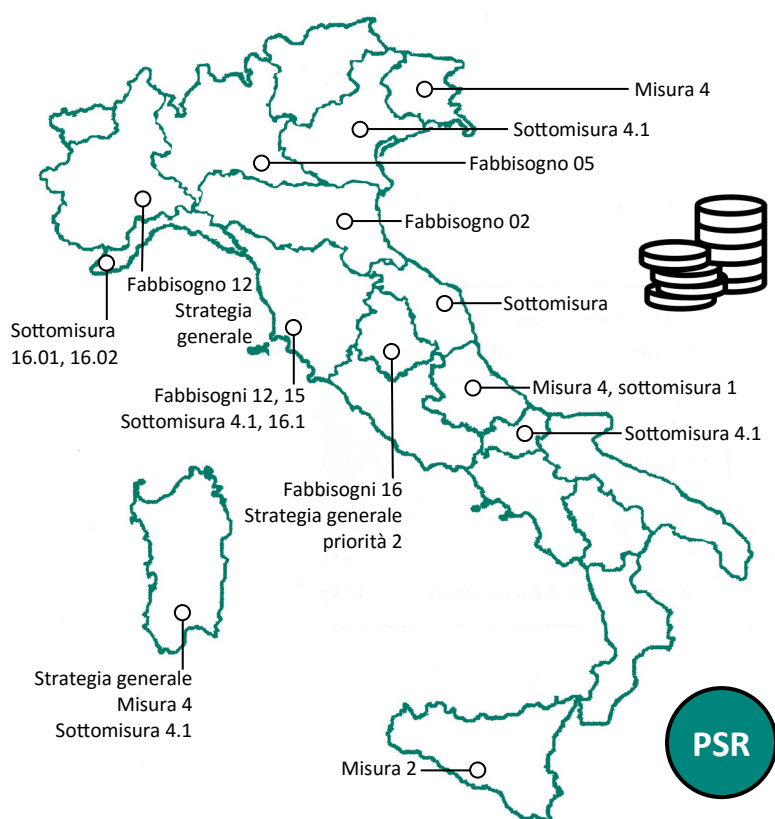 Misura 4
Sottomisura 4.1
Fabbisogno 05
Fabbisogno 02
Fabbisogno 12
Strategia
generale
Sottomisura
16.01, 16.02
Sottomisura
Fabbisogni 12, 15
Sottomisura 4.1, 16.1
Misura 4, sottomisura 1
Sottomisura 4.1
Fabbisogni 16
Strategia generale
priorità 2
Strategia generale
Misura 4
Sottomisura 4.1
Misura 2
PSR